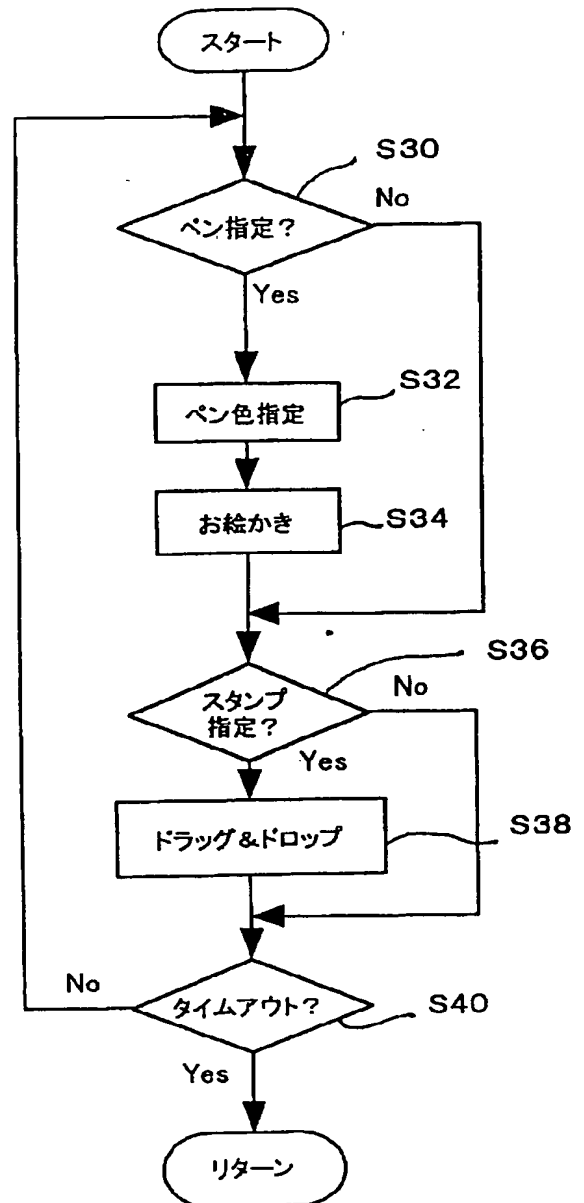 スタート
S30
ペン指定?
No
Yes
S32
ペン色指定
お絵かき
S34
S36
スタンプ
指定?
No
Yes
ドラッグ&ドロップ
S38
No
タイムアウト?
S40
Yes
リターン